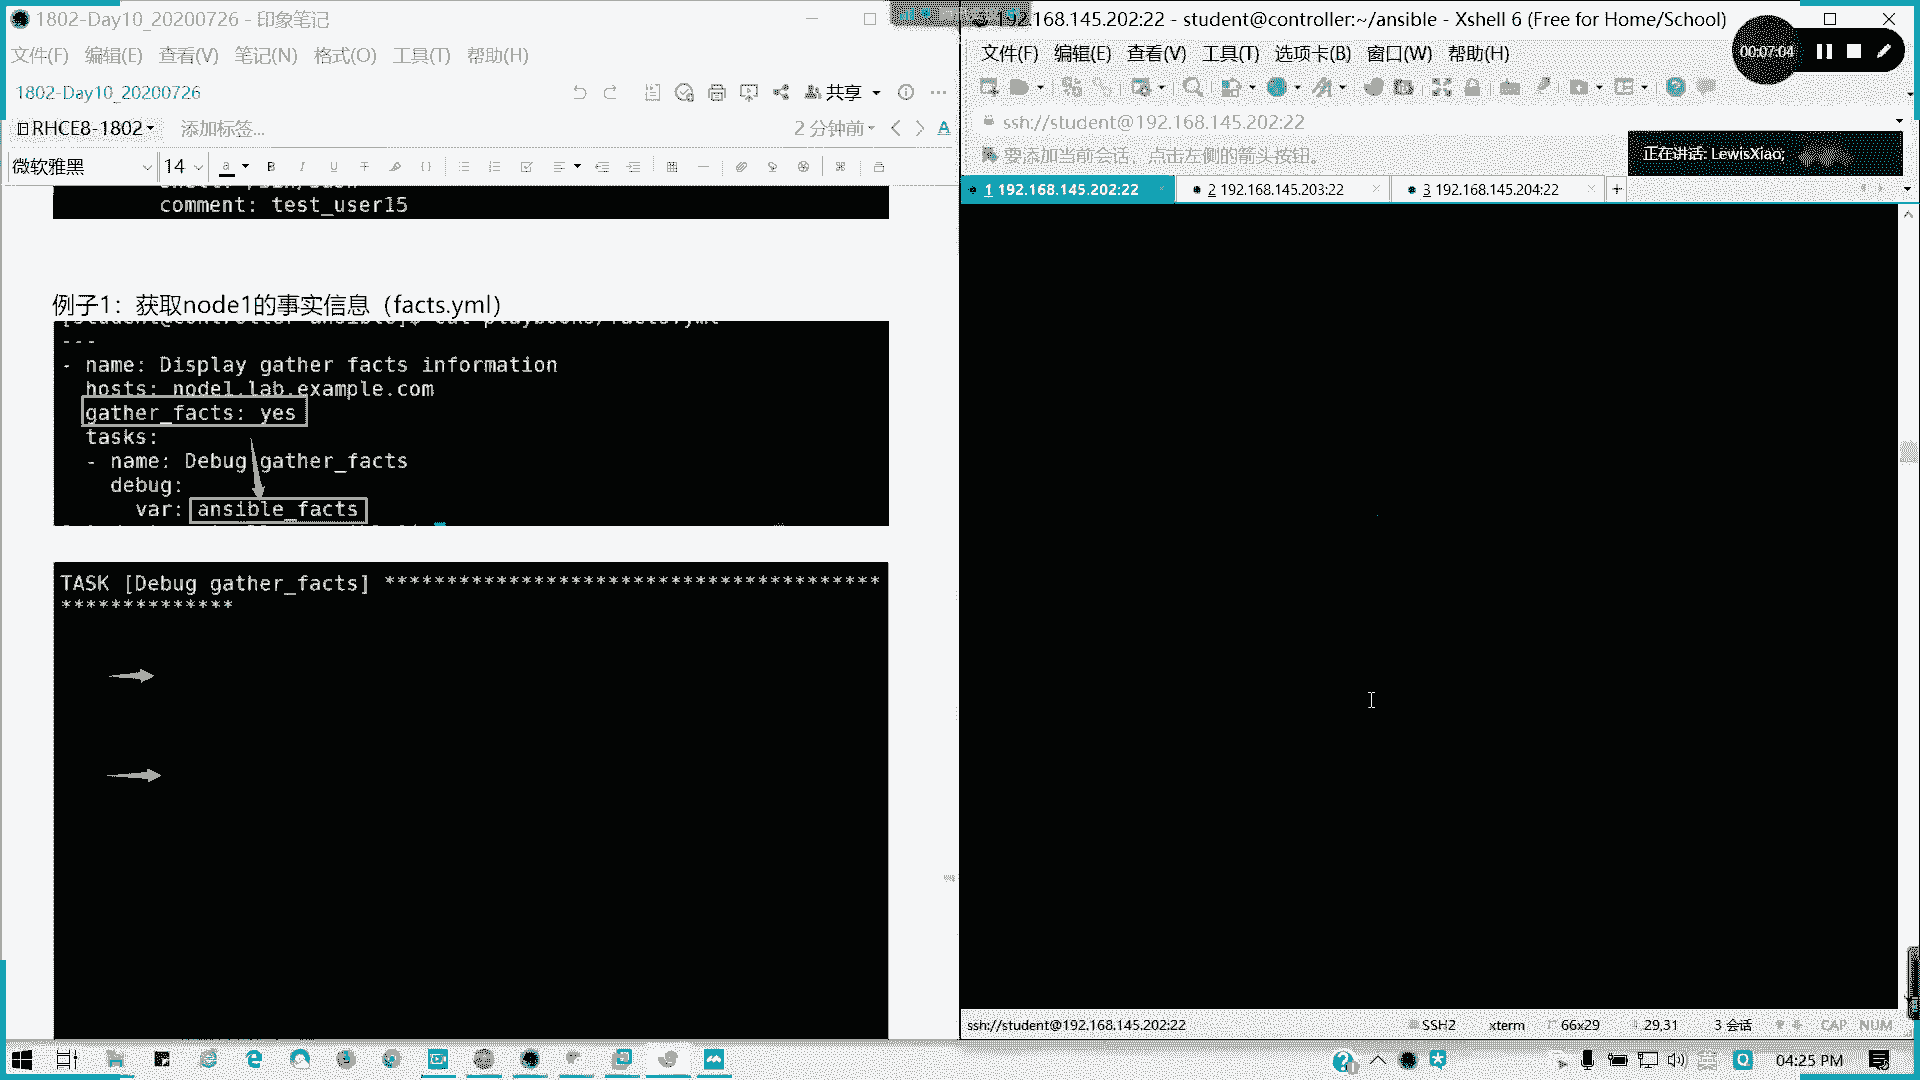 1802-Day10_20200726 - 印象笔记
文件(F) 编辑(E) 查看(V) 笔记(N) 格式(O) 工具(T) 帮助(H)
1802-Day10_20200726
共享
RHCE8-1802
添加标签...
2 分钟前
微软雅黑
14
comment: test_user15
例子1：获取node1的事实信息（facts.yml）
---
- name: Display gather facts information
hosts: node1.lab.example.com
gather_facts: yes
tasks:
- name: Debug gather_facts
debug:
var: ansible_facts
TASK [Debug gather_facts] ****************************************
**************
192.168.145.202:22 - student@controller:~/ansible - Xshell 6 (Free for Home/School)
00:07:04
文件(F) 编辑(E) 查看(V) 工具(T) 选项卡(B) 窗口(W) 帮助(H)
ssh://student@192.168.145.202:22
要添加当前会话，点击左侧的箭头按钮。
正在讲话: LewisXiao;
1 192.168.145.202:22
2 192.168.145.203:22
3 192.168.145.204:22
ssh://student@192.168.145.202:22
SSH2
xterm
66x29
29,31
3 会话
CAP
NUM
英
04:25 PM